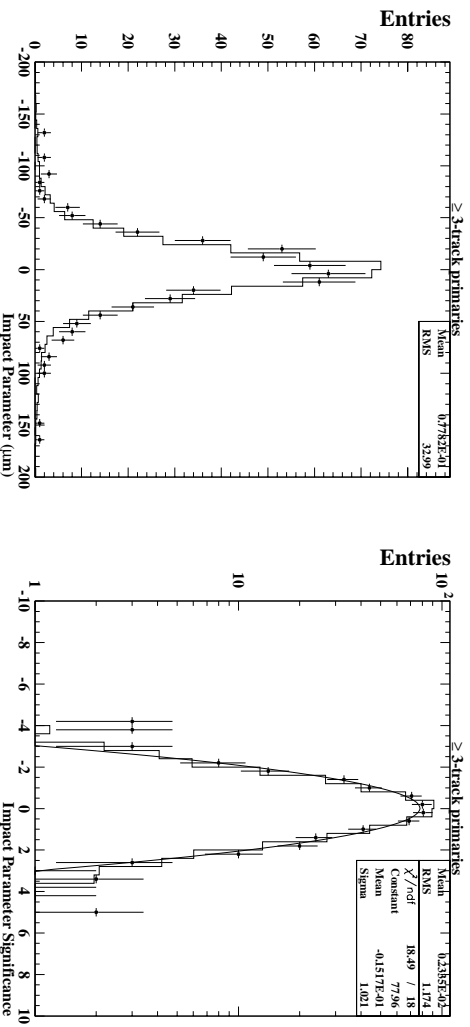 ≥ 3-track primaries
Mean 0.7782E-01
RMS 32.99
Entries
80
70
60
50
40
30
20
10
0
-200 -150 -100 -50 0 50 100 150 200
Impact Parameter (μm)
≥ 3-track primaries
Mean 0.2385E-02
RMS 1.174
χ²/ndf 18.49 / 18
Constant 77.96
Mean -0.1517E-01
Sigma 1.021
Entries
10²
10
1
-10 -8 -6 -4 -2 0 2 4 6 8 10
Impact Parameter Significance